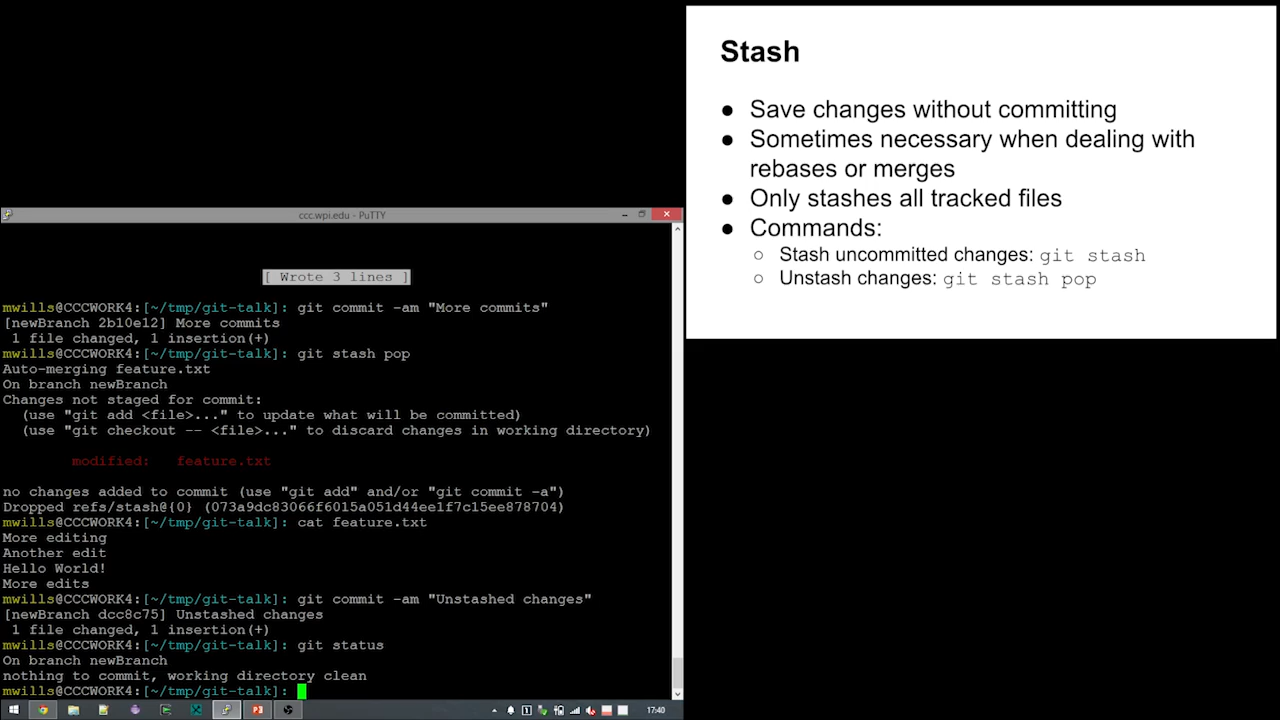 Stash
● Save changes without committing
● Sometimes necessary when dealing with
rebases or merges
● Only stashes all tracked files
● Commands:
○ Stash uncommitted changes: git stash
○ Unstash changes: git stash pop
ccc.wpi.edu - PuTTY
[ Wrote 3 lines ]
mwills@CCCWORK4:[~/tmp/git-talk]: git commit -am "More commits"
[newBranch 2b10e12] More commits
 1 file changed, 1 insertion(+)
mwills@CCCWORK4:[~/tmp/git-talk]: git stash pop
Auto-merging feature.txt
On branch newBranch
Changes not staged for commit:
  (use "git add <file>..." to update what will be committed)
  (use "git checkout -- <file>..." to discard changes in working directory)
        modified:   feature.txt
no changes added to commit (use "git add" and/or "git commit -a")
Dropped refs/stash@{0} (073a9dc83066f6015a051d44ee1f7c15ee878704)
mwills@CCCWORK4:[~/tmp/git-talk]: cat feature.txt
More editing
Another edit
Hello World!
More edits
mwills@CCCWORK4:[~/tmp/git-talk]: git commit -am "Unstashed changes"
[newBranch dcc8c75] Unstashed changes
 1 file changed, 1 insertion(+)
mwills@CCCWORK4:[~/tmp/git-talk]: git status
On branch newBranch
nothing to commit, working directory clean
mwills@CCCWORK4:[~/tmp/git-talk]:
17:40